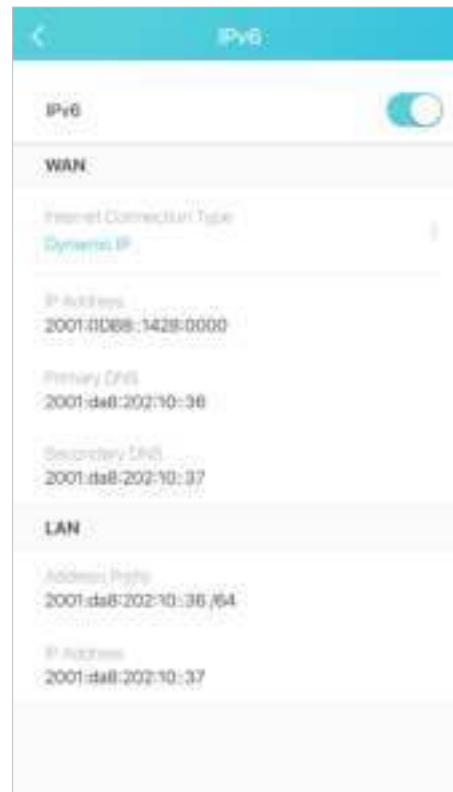 IPv6
IPv6
WAN
Internet Connection Type
Dynamic IP
IP Address
2001:0DB8::1428:0000
Primary DNS
2001:da8:202:10::36
Secondary DNS
2001:da8:202:10::37
LAN
Address Prefix
2001:da8:202:10::36 /64
IP Address
2001:da8:202:10::37